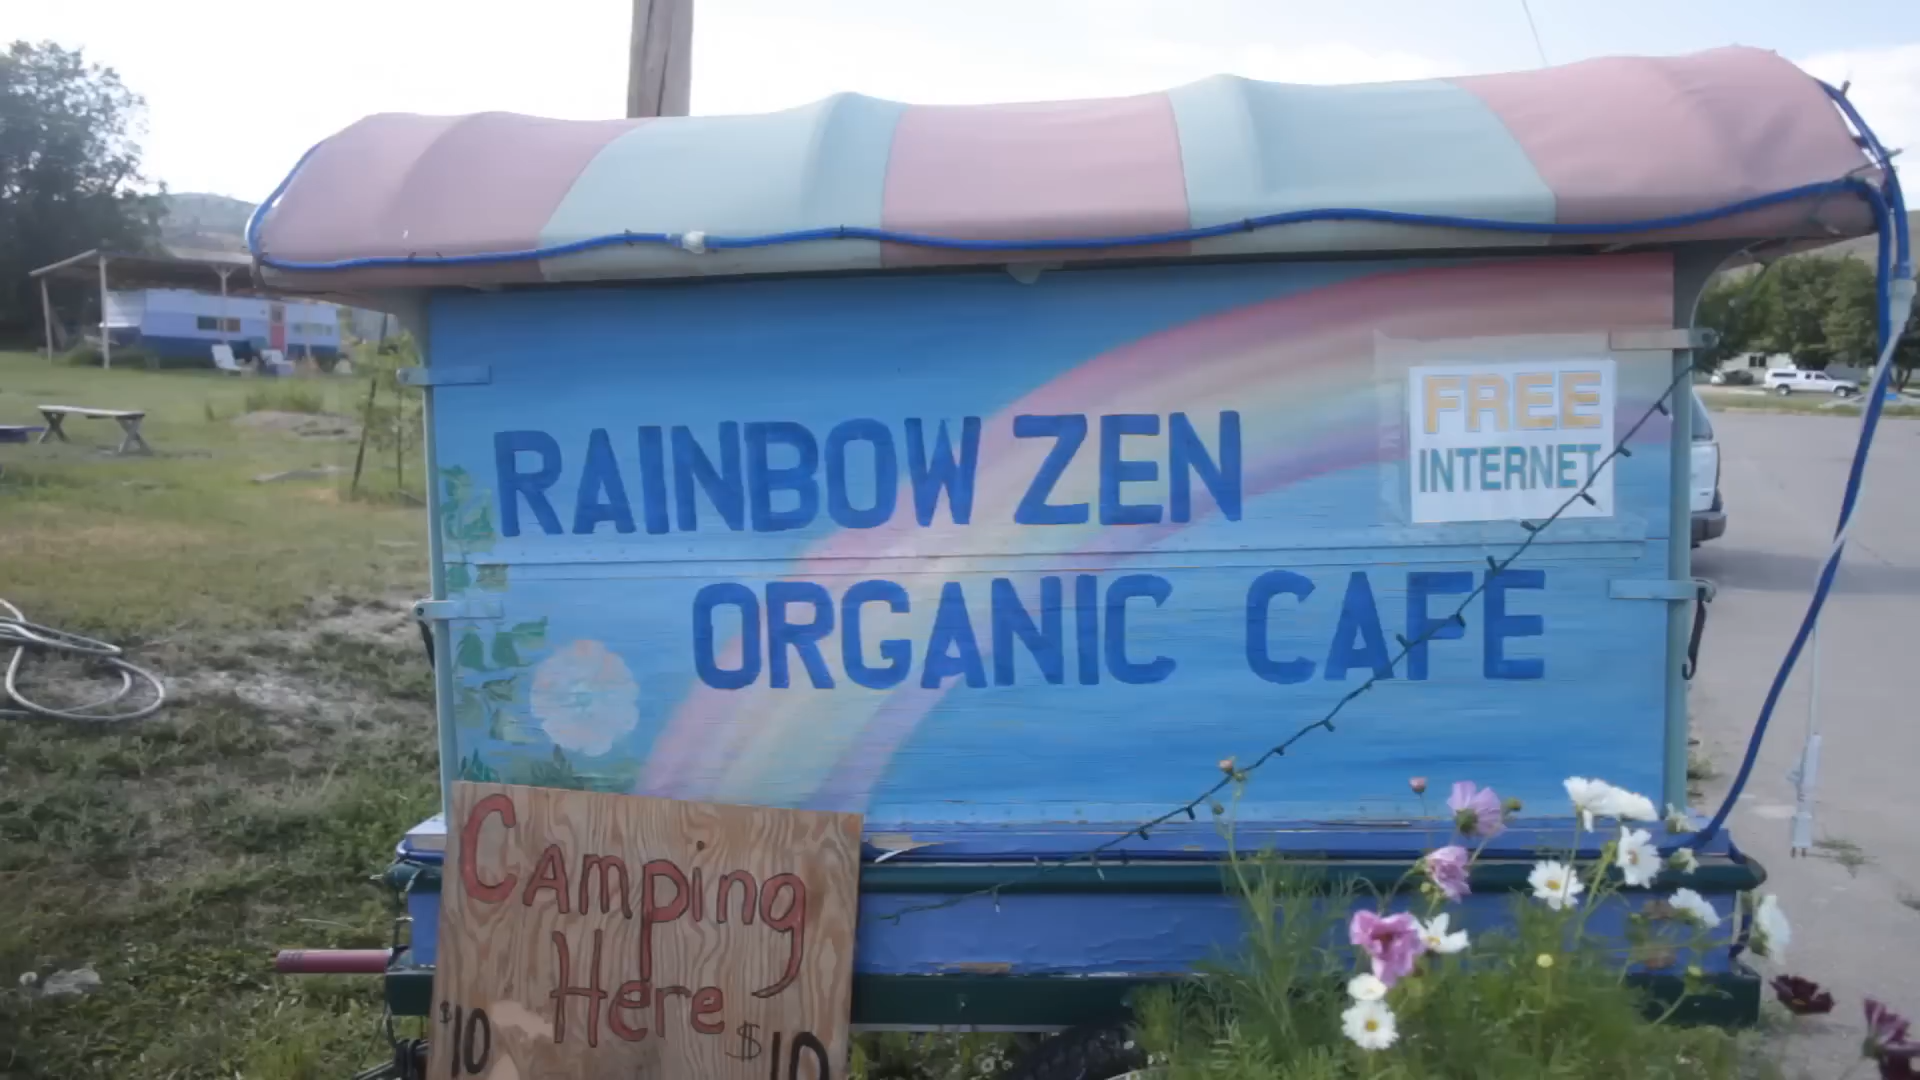 RAINBOW ZEN
ORGANIC CAFE
FREE
INTERNET
Camping
Here
$10 $10